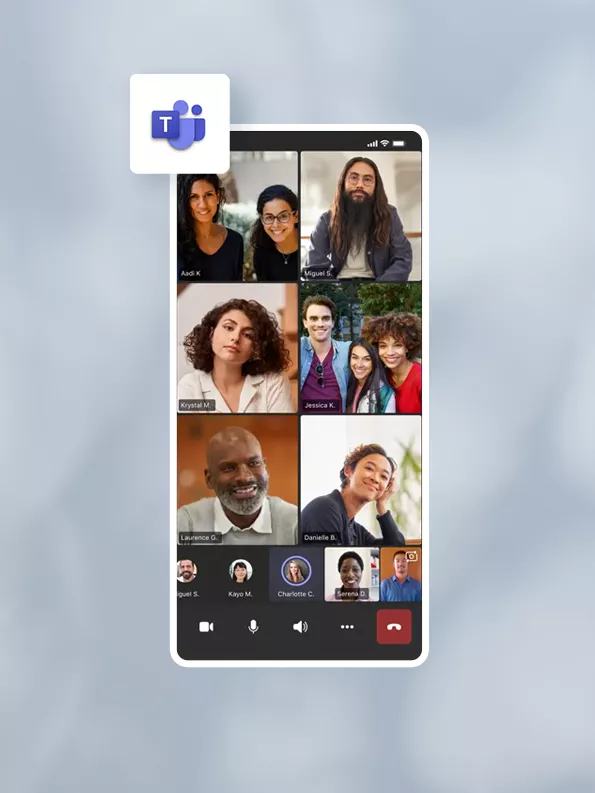 T
Aadi K
Miguel S.
Krystal M.
Jessica K.
Laurence G.
Danielle B.
iguel S.
Kayo M.
Charlotte C.
Serena D.